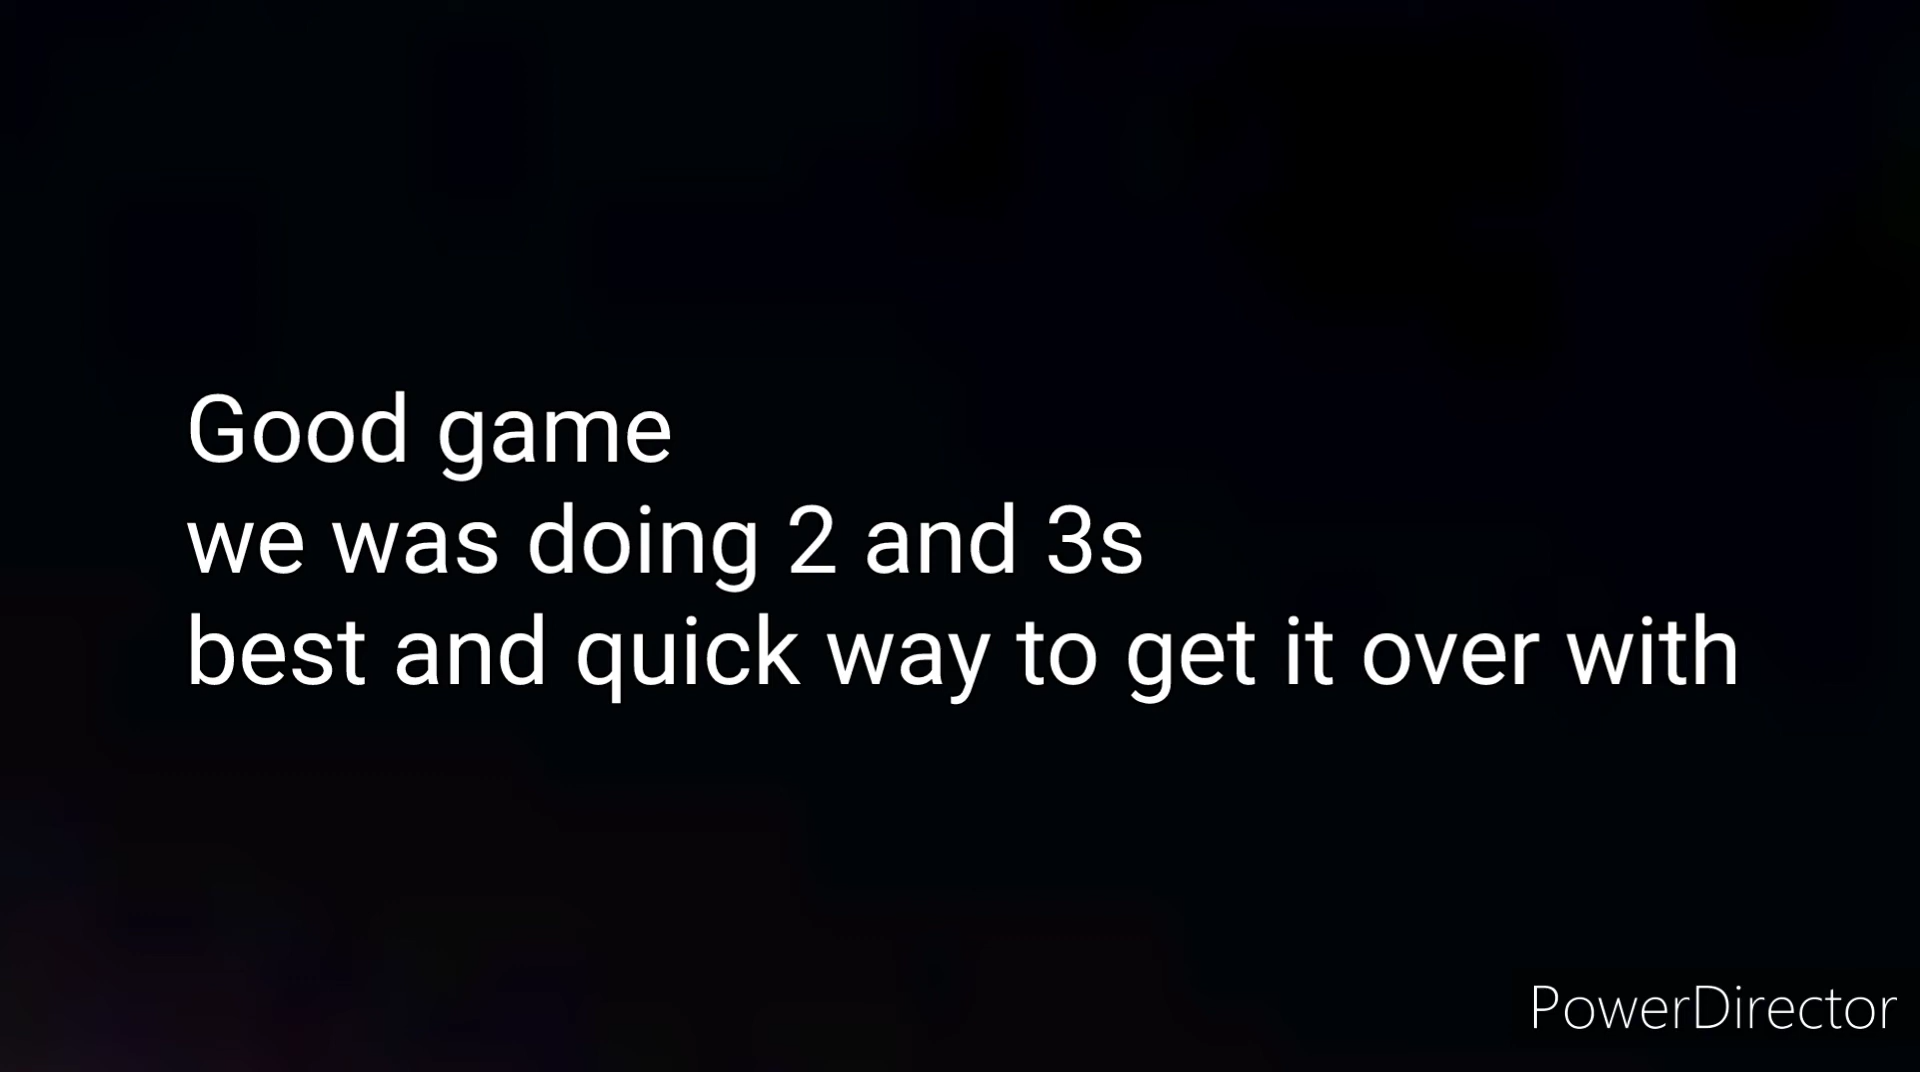 Good game
we was doing 2 and 3s
best and quick way to get it over with
PowerDirector